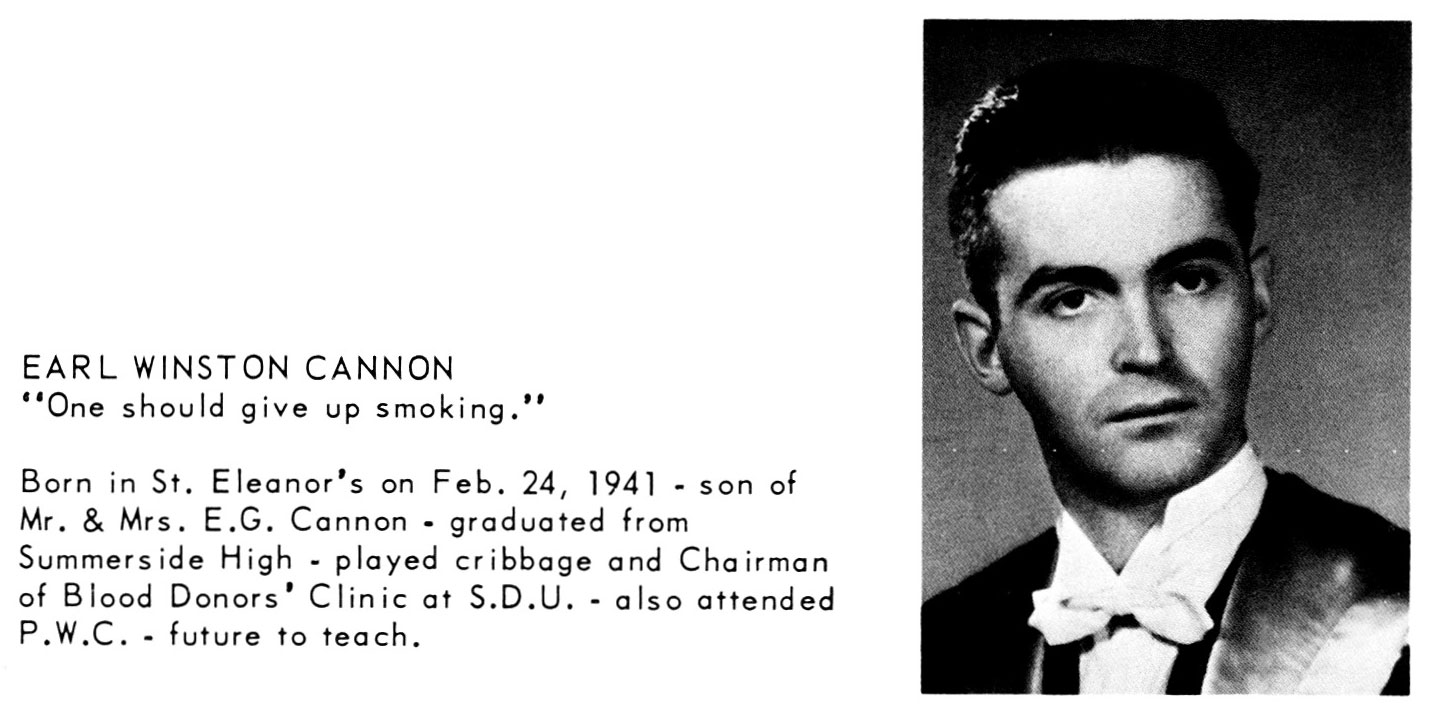 EARL WINSTON CANNON
"One should give up smoking."
Born in St. Eleanor's on Feb. 24, 1941 - son of
Mr. & Mrs. E.G. Cannon - graduated from
Summerside High - played cribbage and Chairman
of Blood Donors' Clinic at S.D.U. - also attended
P.W.C. - future to teach.